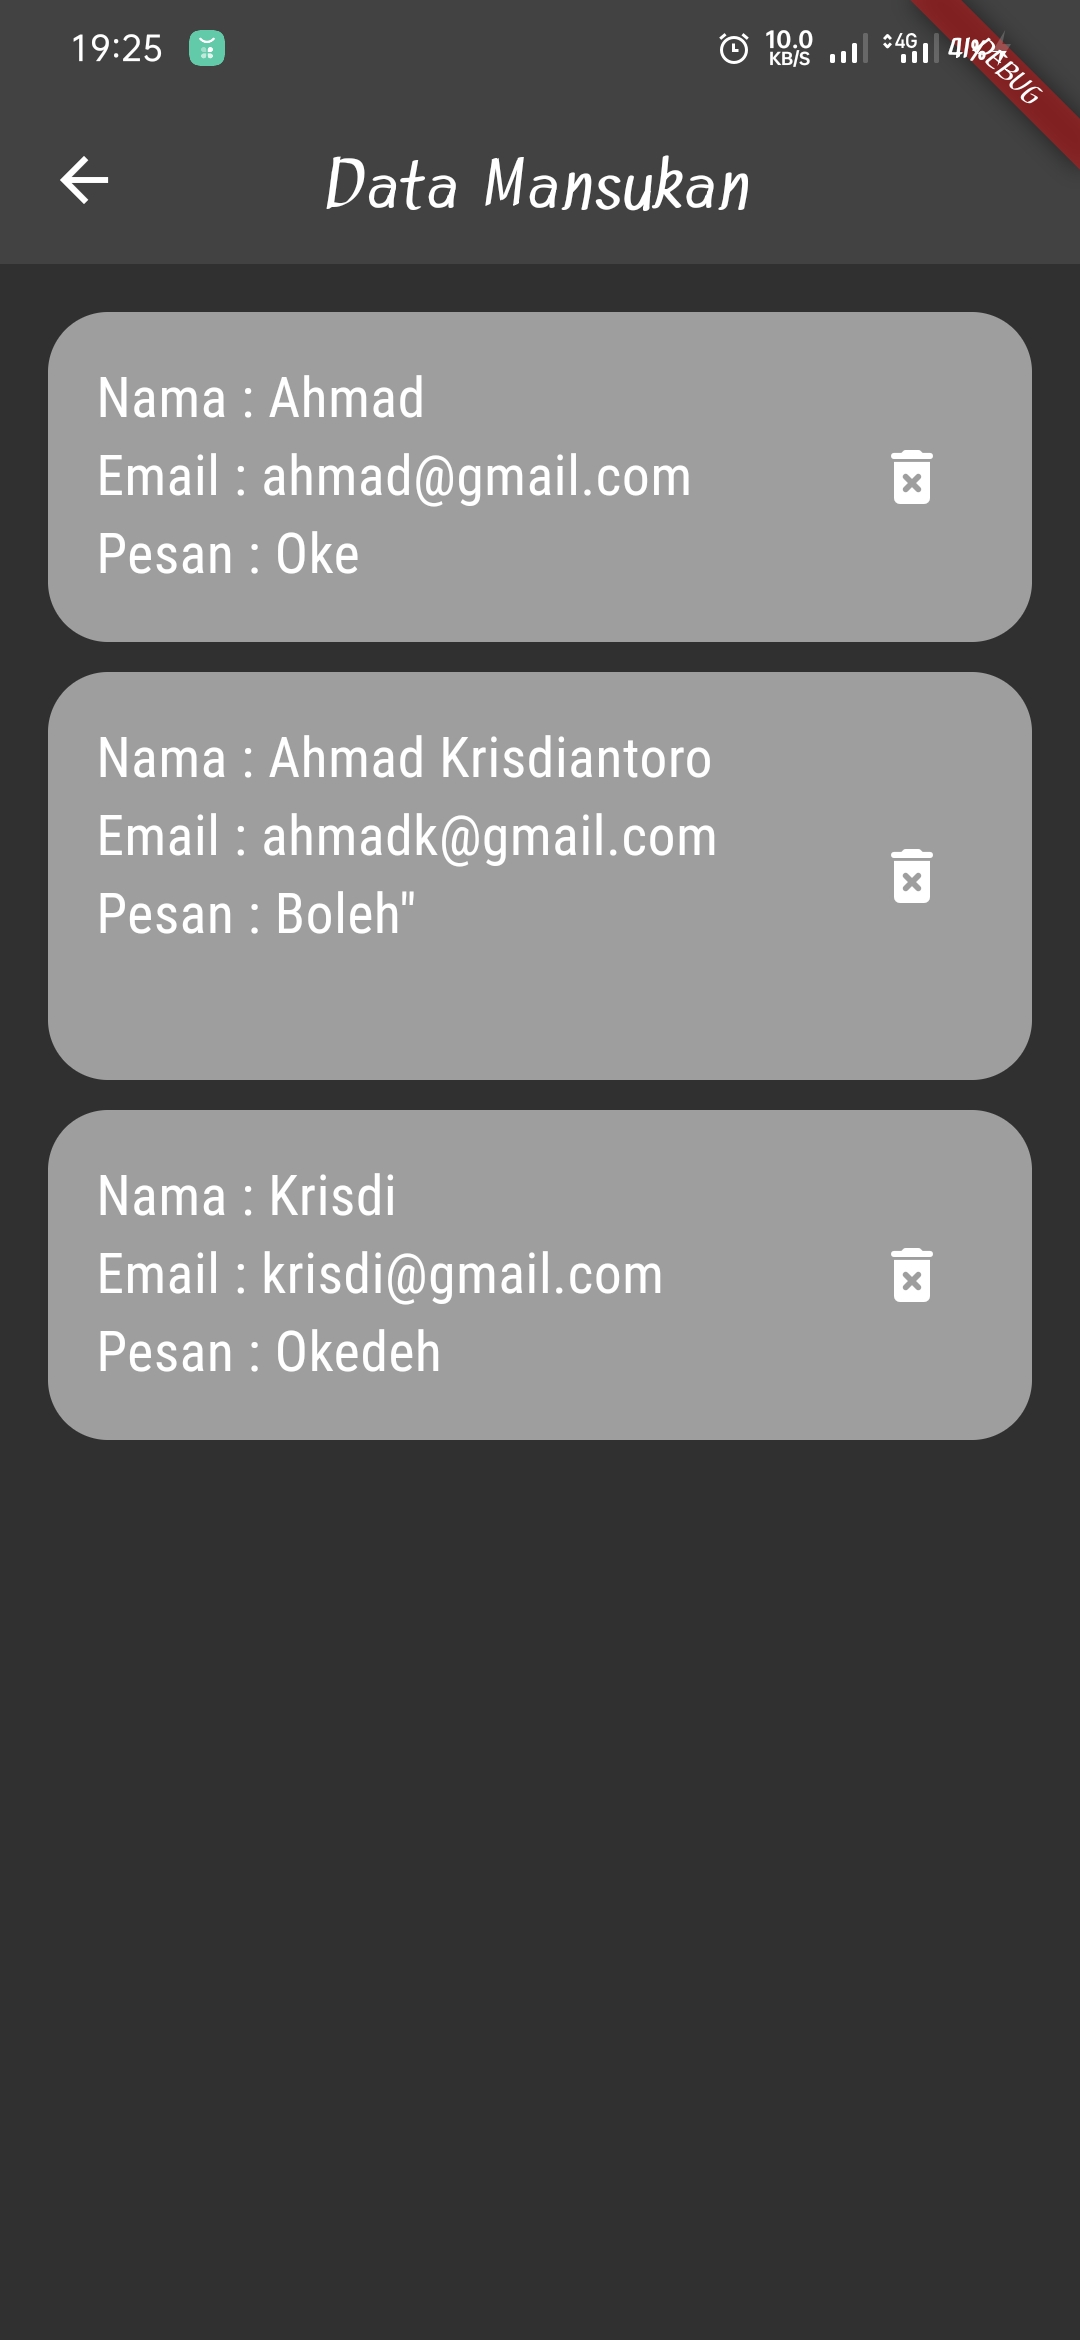 19:25
10.0
KB/S
4G
41%
DEBUG
Data Mansukan
Nama : Ahmad
Email : ahmad@gmail.com
Pesan : Oke
Nama : Ahmad Krisdiantoro
Email : ahmadk@gmail.com
Pesan : Boleh"
Nama : Krisdi
Email : krisdi@gmail.com
Pesan : Okedeh